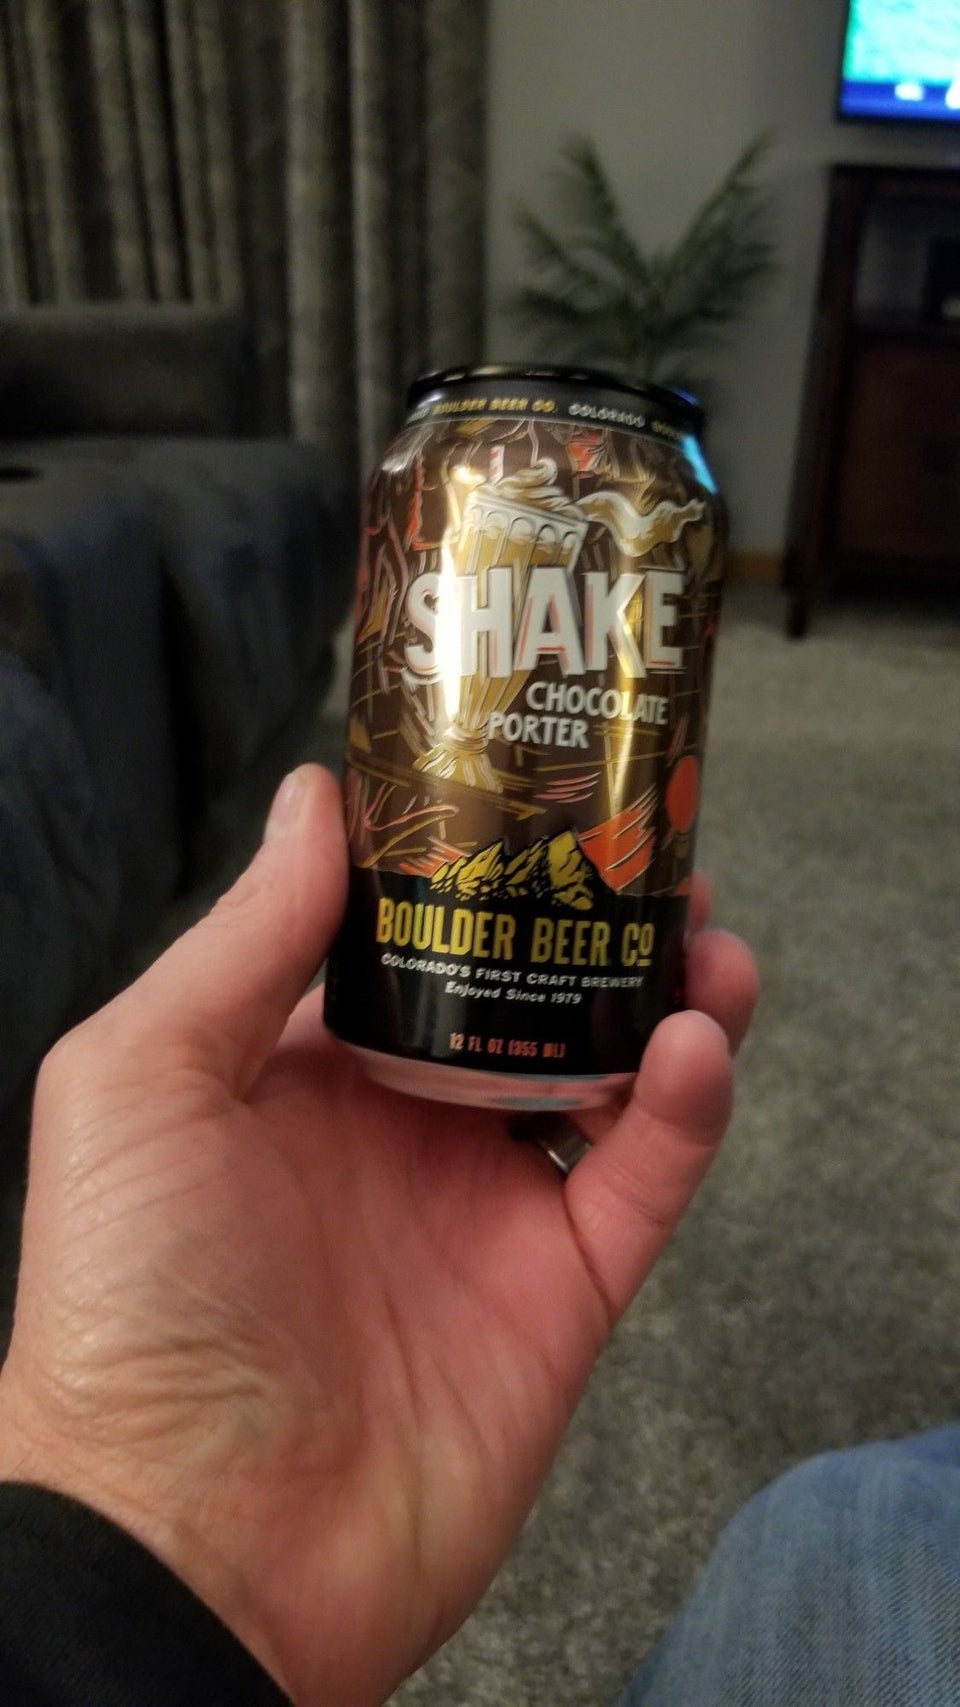 BOULDER BEER CO. COLORADO
SHAKE
CHOCOLATE
PORTER
BOULDER BEER CO
COLORADO'S FIRST CRAFT BREWERY
Enjoyed Since 1979
12 FL OZ (355 ML)